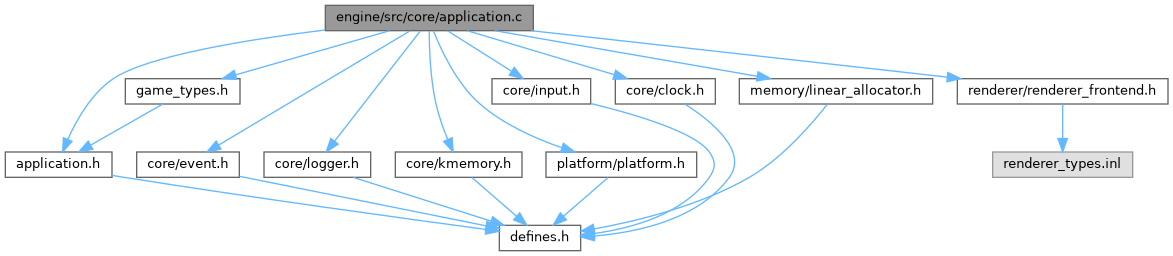 engine/src/core/application.c
game_types.h
core/input.h
core/clock.h
memory/linear_allocator.h
renderer/renderer_frontend.h
application.h
core/event.h
core/logger.h
core/kmemory.h
platform/platform.h
renderer_types.inl
defines.h